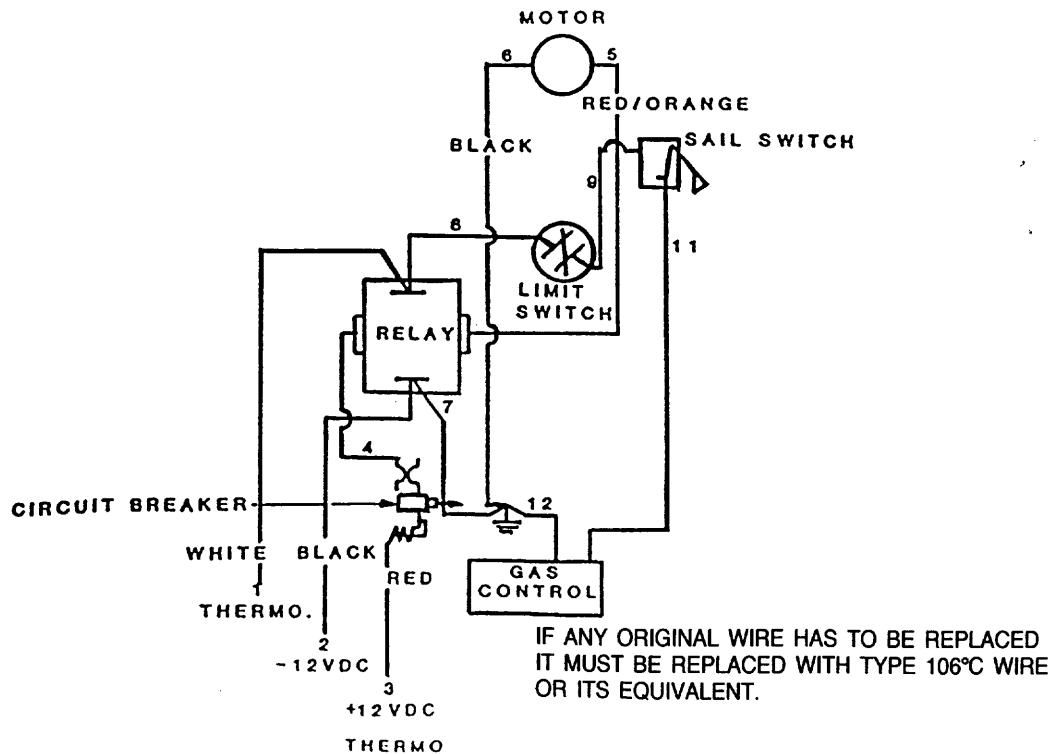 MOTOR
6
5
RED/ORANGE
BLACK
SAIL SWITCH
9
8
11
LIMIT
SWITCH
RELAY
7
4
CIRCUIT BREAKER
12
WHITE
BLACK
RED
GAS
CONTROL
1
THERMO.
2
-12VDC
3
+12VDC
THERMO
IF ANY ORIGINAL WIRE HAS TO BE REPLACED
IT MUST BE REPLACED WITH TYPE 106°C WIRE
OR ITS EQUIVALENT.